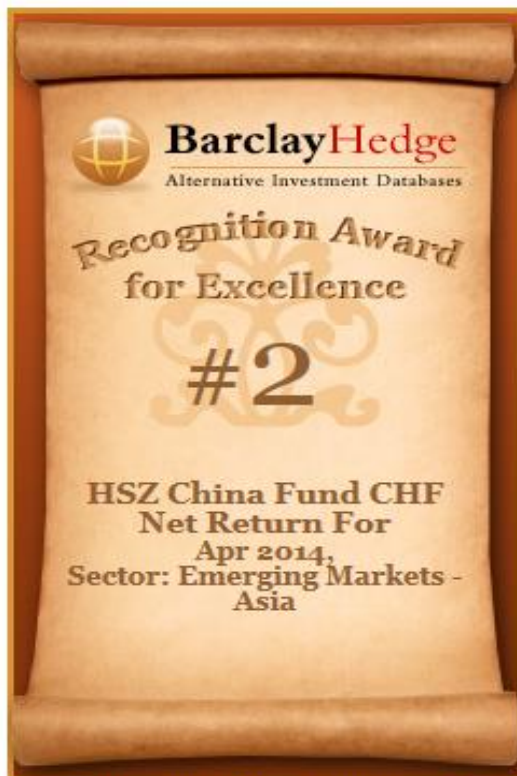 BarclayHedge
Alternative Investment Databases
Recognition Award
for Excellence
#2
HSZ China Fund CHF
Net Return For
Apr 2014,
Sector: Emerging Markets -
Asia